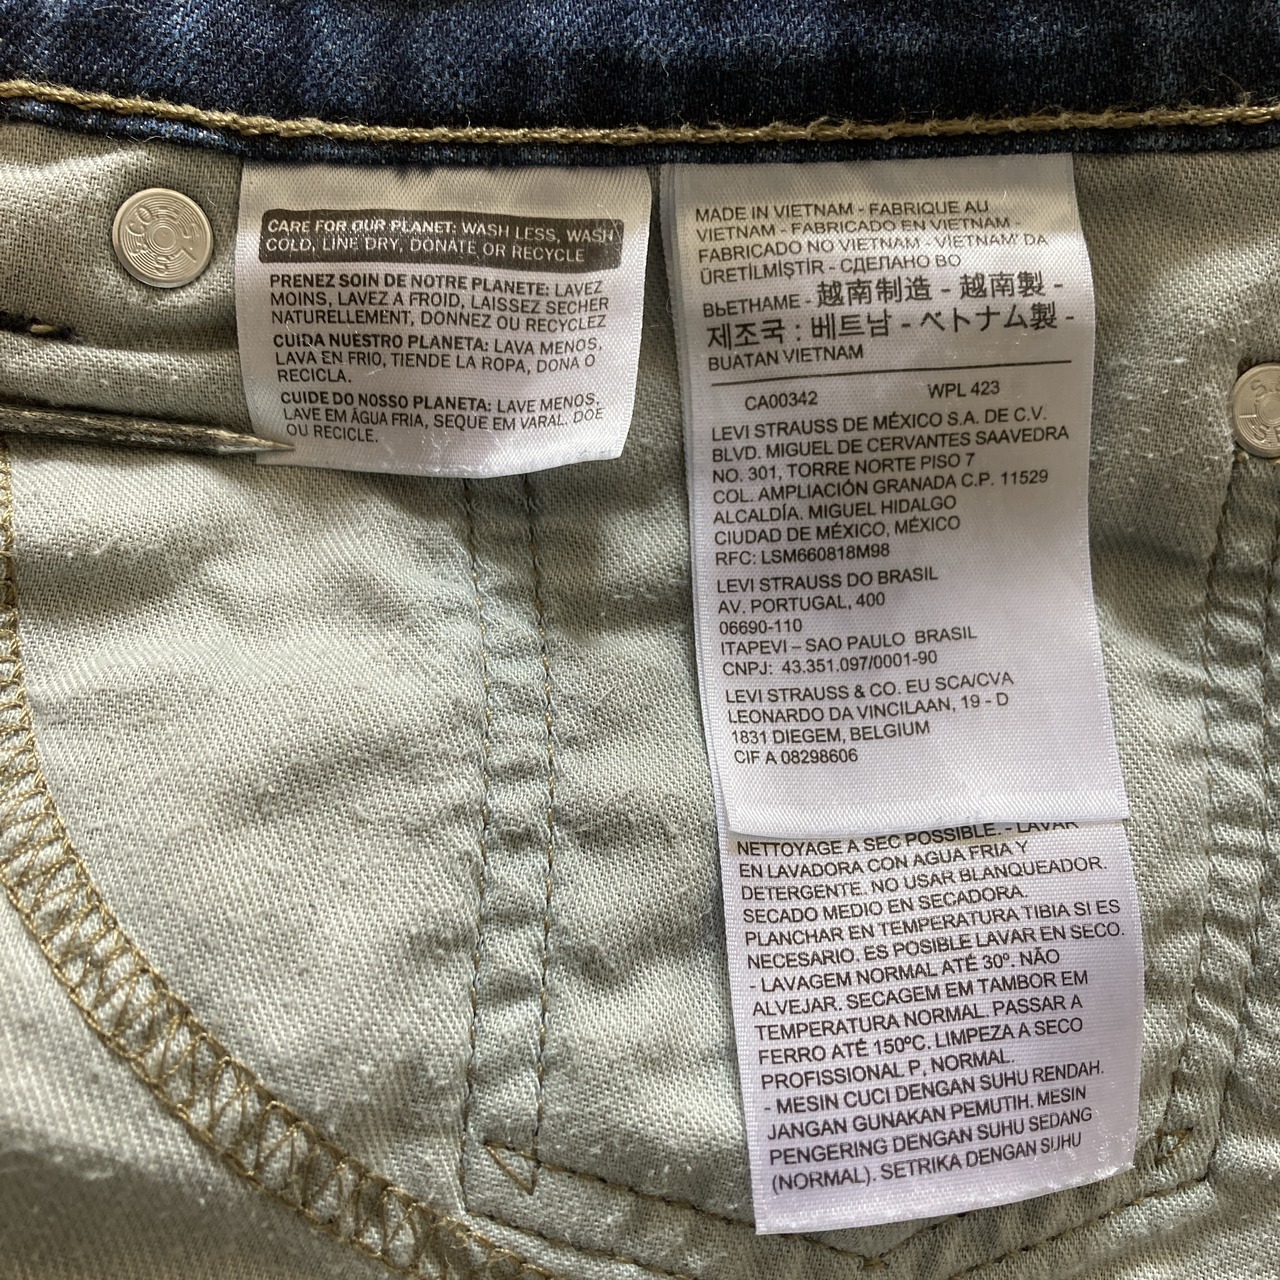 CARE FOR OUR PLANET: WASH LESS, WASH
COLD, LINE DRY, DONATE OR RECYCLE
PRENEZ SOIN DE NOTRE PLANETE: LAVEZ
MOINS, LAVEZ A FROID, LAISSEZ SECHER
NATURELLEMENT, DONNEZ OU RECYCLEZ
CUIDA NUESTRO PLANETA: LAVA MENOS,
LAVA EN FRIO, TIENDE LA ROPA, DONA O
RECICLA.
CUIDE DO NOSSO PLANETA: LAVE MENOS,
LAVE EM ÁGUA FRIA, SEQUE EM VARAL. DOE
OU RECICLE.
MADE IN VIETNAM - FABRIQUE AU
VIETNAM - FABRICADO EN VIETNAM -
FABRICADO NO VIETNAM - VIETNAM' DA
ÜRETİLMİŞTİR - СДЕЛАНО ВО
ВЬЕТНАМЕ - 越南制造 - 越南製 -
제조국 : 베트남 - ベトナム製 -
BUATAN VIETNAM
CA00342 WPL 423
LEVI STRAUSS DE MÉXICO S.A. DE C.V.
BLVD. MIGUEL DE CERVANTES SAAVEDRA
NO. 301, TORRE NORTE PISO 7
COL. AMPLIACIÓN GRANADA C.P. 11529
ALCALDÍA. MIGUEL HIDALGO
CIUDAD DE MÉXICO, MÉXICO
RFC: LSM660818M98
LEVI STRAUSS DO BRASIL
AV. PORTUGAL, 400
06690-110
ITAPEVI – SAO PAULO BRASIL
CNPJ: 43.351.097/0001-90
LEVI STRAUSS & CO. EU SCA/CVA
LEONARDO DA VINCILAAN, 19 - D
1831 DIEGEM, BELGIUM
CIF A 08298606
NETTOYAGE A SEC POSSIBLE. - LAVAR
EN LAVADORA CON AGUA FRIA Y
DETERGENTE. NO USAR BLANQUEADOR.
SECADO MEDIO EN SECADORA.
PLANCHAR EN TEMPERATURA TIBIA SI ES
NECESARIO. ES POSIBLE LAVAR EN SECO.
- LAVAGEM NORMAL ATÉ 30º. NÃO
ALVEJAR. SECAGEM EM TAMBOR EM
TEMPERATURA NORMAL. PASSAR A
FERRO ATÉ 150ºC. LIMPEZA A SECO
PROFISSIONAL P, NORMAL.
- MESIN CUCI DENGAN SUHU RENDAH.
JANGAN GUNAKAN PEMUTIH. MESIN
PENGERING DENGAN SUHU SEDANG
(NORMAL). SETRIKA DENGAN SUHU